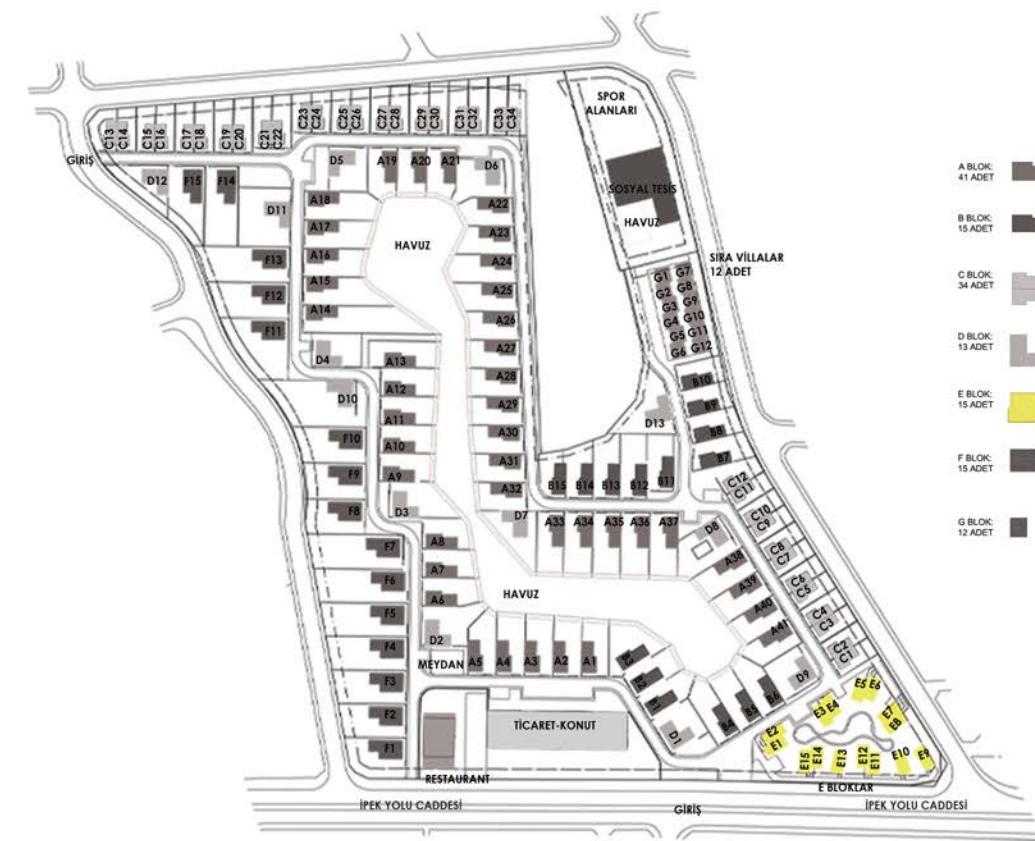 C13
C14
C15
C16
C17
C18
C19
C20
C21
C22
C23
C24
C25
C26
C27
C28
C29
C30
C31
C32
C33
C34
SPOR
ALANLARI
GİRİŞ
D12
F15
F14
D11
D5
A19
A20
A21
D6
SOSYAL TESİS
HAVUZ
A18
A17
A16
A15
A14
HAVUZ
A22
A23
A24
A25
A26
A27
A28
A29
A30
A31
A32
F13
F12
F11
SIRA VİLLALAR
12 ADET
G1
G2
G3
G4
G5
G6
G7
G8
G9
G10
G11
G12
D4
D10
A13
A12
A11
A10
A9
D3
F10
F9
F8
F7
F6
F5
F4
F3
F2
F1
B10
B9
B8
B7
D13
B15
B14
B13
B12
B11
D7
A33
A34
A35
A36
A37
D8
C12
C11
C10
C9
C8
C7
C6
C5
C4
C3
C2
C1
A8
A7
A6
HAVUZ
A38
A39
A40
A41
D2
MEYDAN
A5
A4
A3
A2
A1
B3
B2
B1
D1
B4
B5
B6
D9
TİCARET-KONUT
RESTAURANT
E1
E2
E3
E4
E5
E6
E7
E8
E9
E10
E11
E12
E13
E14
E15
E BLOKLAR
İPEK YOLU CADDESİ
GİRİŞ
İPEK YOLU CADDESİ
A BLOK:
41 ADET
B BLOK:
15 ADET
C BLOK:
34 ADET
D BLOK:
13 ADET
E BLOK:
15 ADET
F BLOK:
15 ADET
G BLOK:
12 ADET